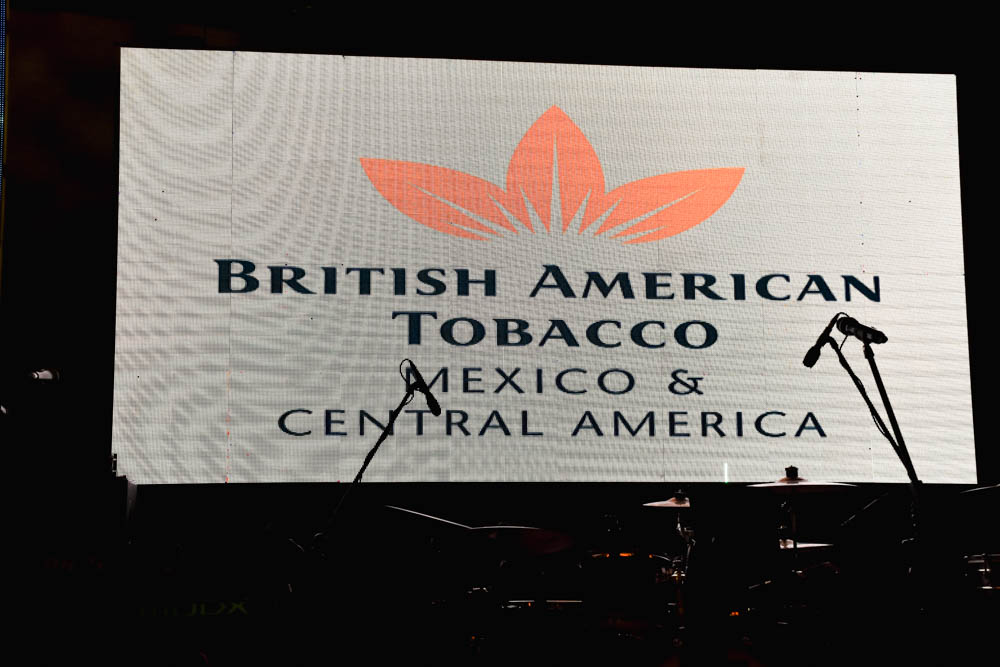 BRITISH AMERICAN
TOBACCO
MEXICO &
CENTRAL AMERICA